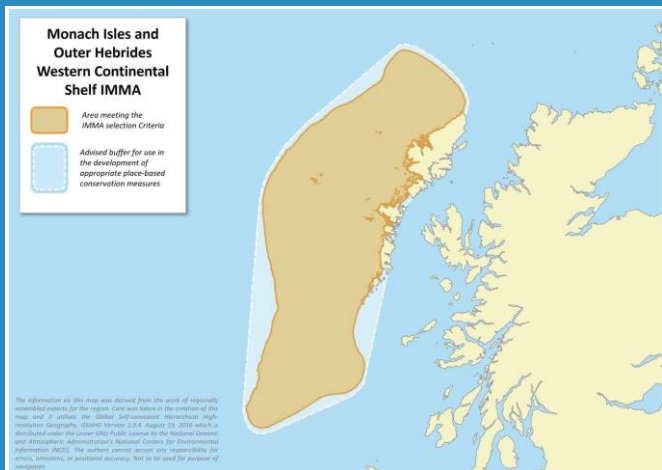 Monach Isles and
Outer Hebrides
Western Continental
Shelf IMMA
Area meeting the
IMMA selection Criteria
Advised buffer for use in
the development of
appropriate place-based
conservation measures
The information on this map was derived from the work of regionally
assembled experts for the region. Care was taken in the creation of this
map and it utilises the Global Self-consistent Hierarchical High-
resolution Geography, GSHHG Version 2.3.6 August 19, 2016 which is
distributed under the Lesser GNU Public License by the National Oceanic
and Atmospheric Administration's National Centers for Environmental
Information (NCEI). The authors cannot accept any responsibility for
errors, omissions, or positional accuracy. Not to be used for purpose of
navigation